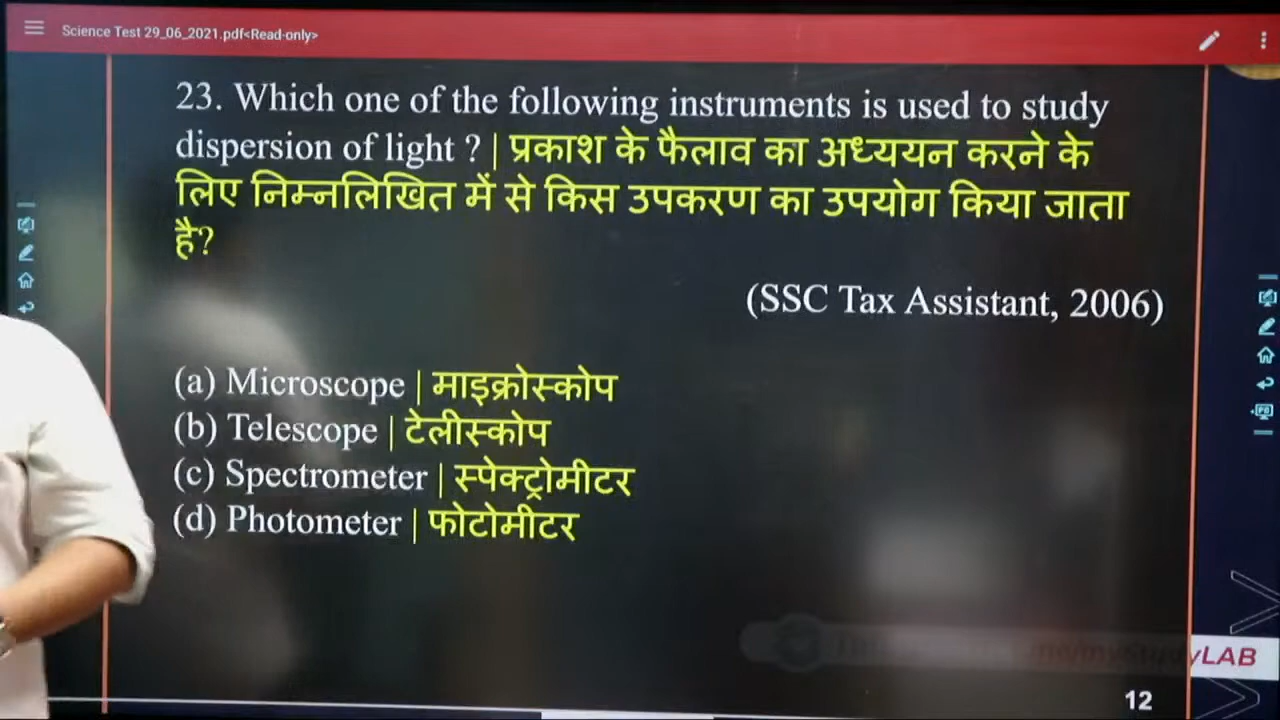 Science Test 29_06_2021.pdf<Read-only>
23. Which one of the following instruments is used to study
dispersion of light ? | प्रकाश के फैलाव का अध्ययन करने के
लिए निम्नलिखित में से किस उपकरण का उपयोग किया जाता
है?
(SSC Tax Assistant, 2006)
(a) Microscope | माइक्रोस्कोप
(b) Telescope | टेलीस्कोप
(c) Spectrometer | स्पेक्ट्रोमीटर
(d) Photometer | फोटोमीटर
yLAB
12